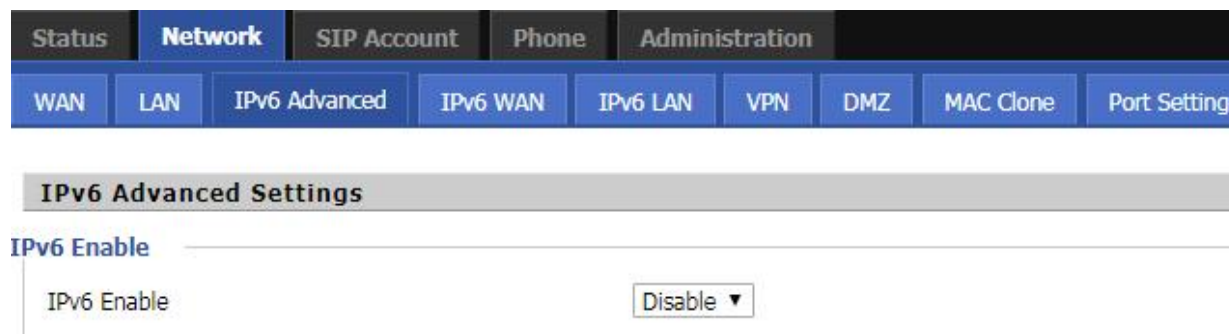 Status Network SIP Account Phone Administration
WAN LAN IPv6 Advanced IPv6 WAN IPv6 LAN VPN DMZ MAC Clone Port Setting
IPv6 Advanced Settings
IPv6 Enable
IPv6 Enable Disable